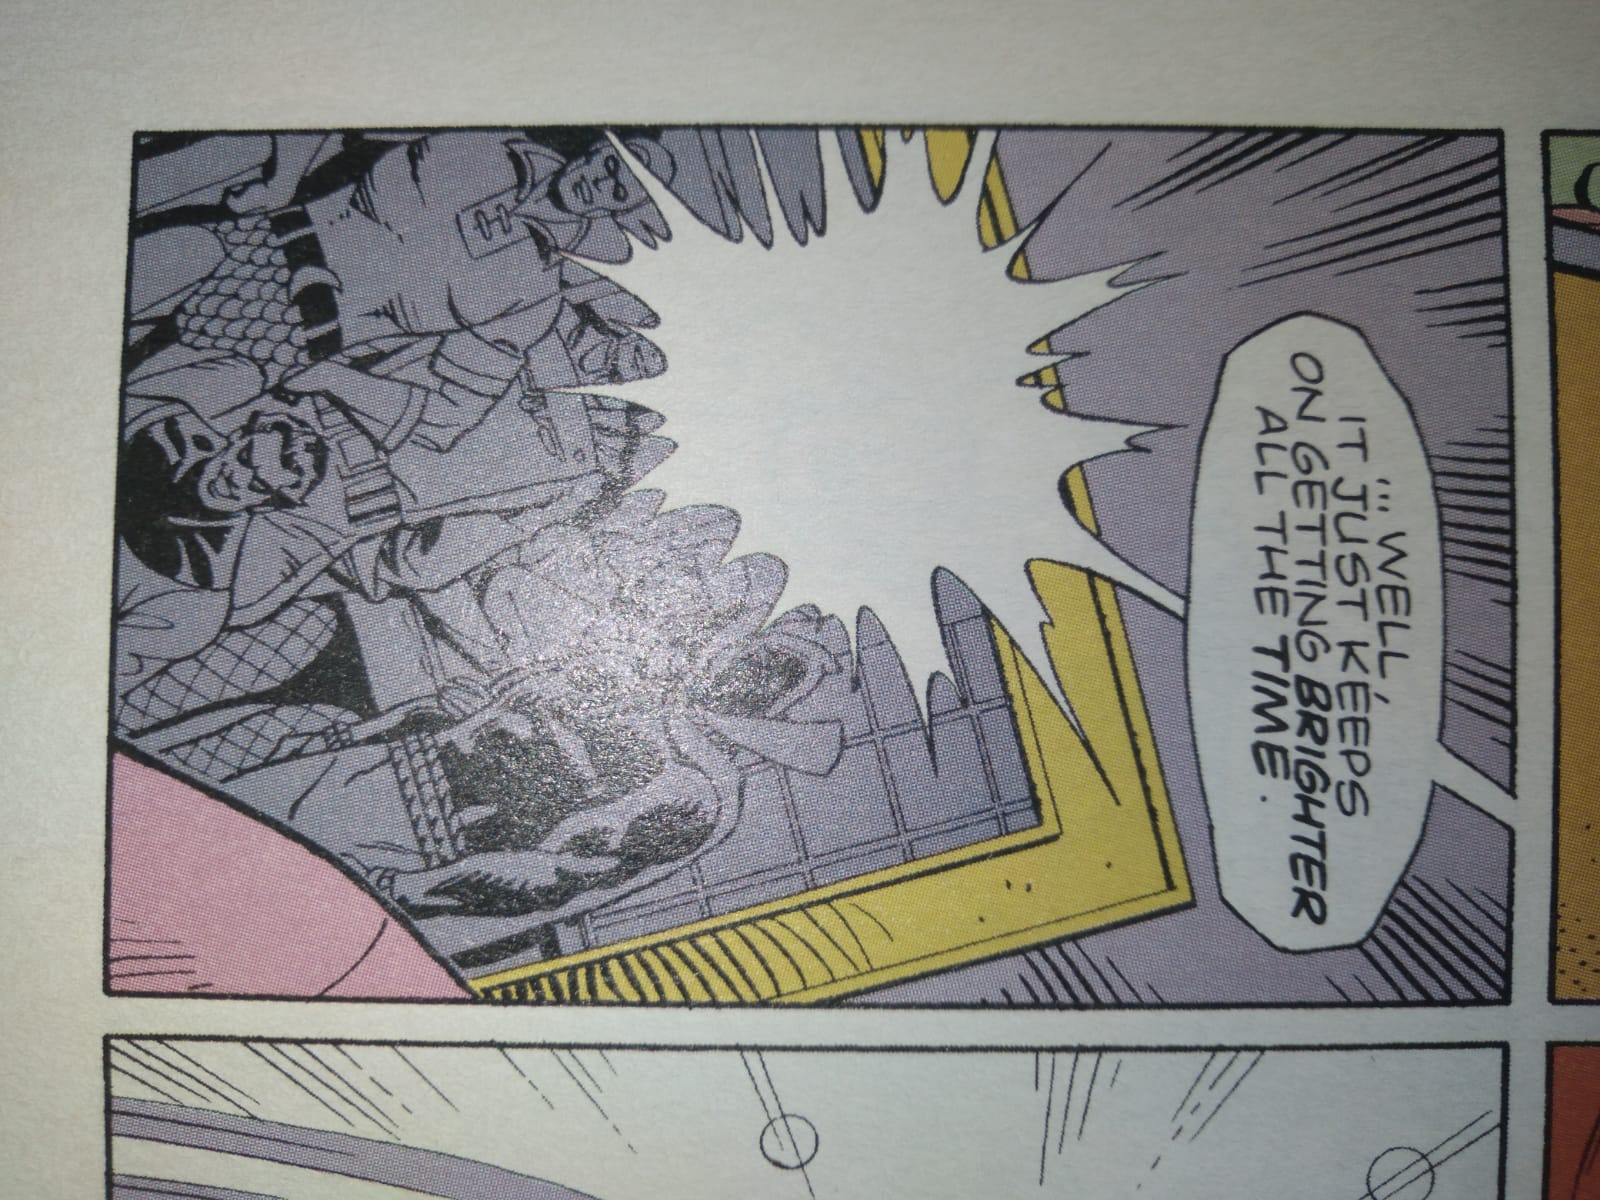 ... WELL,
IT JUST KEEPS
ON GETTING BRIGHTER
ALL THE TIME.
H